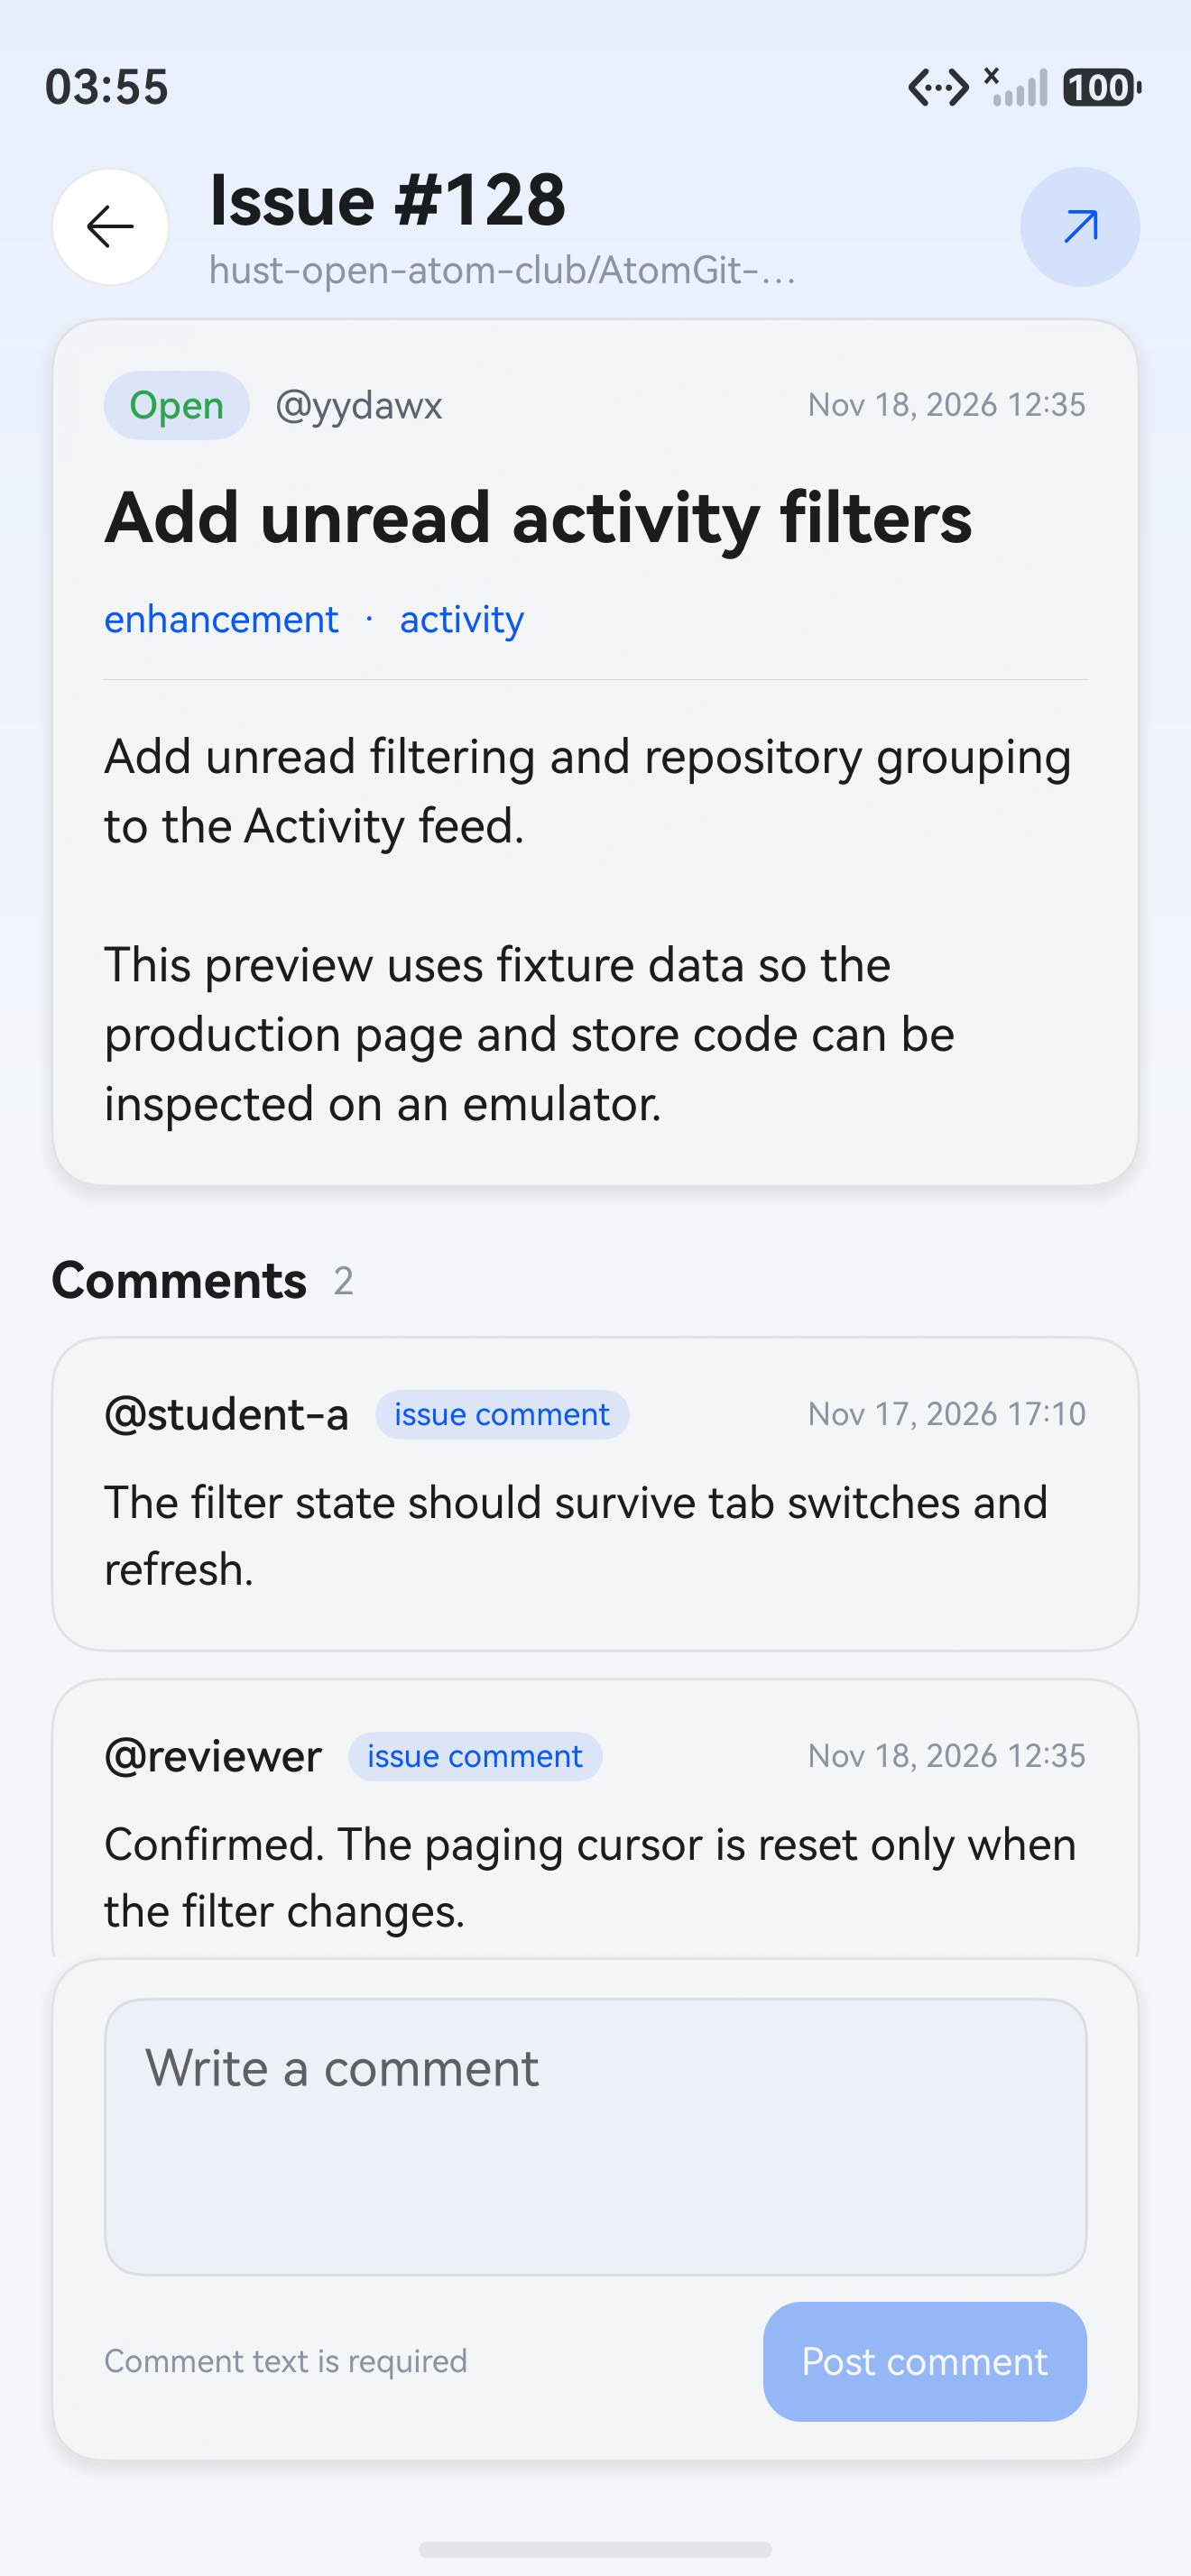 03:55
100
Issue #128
hust-open-atom-club/AtomGit-...
Open @yydawx Nov 18, 2026 12:35
Add unread activity filters
enhancement · activity
Add unread filtering and repository grouping
to the Activity feed.
This preview uses fixture data so the
production page and store code can be
inspected on an emulator.
Comments 2
@student-a issue comment Nov 17, 2026 17:10
The filter state should survive tab switches and
refresh.
@reviewer issue comment Nov 18, 2026 12:35
Confirmed. The paging cursor is reset only when
the filter changes.
Write a comment
Comment text is required Post comment